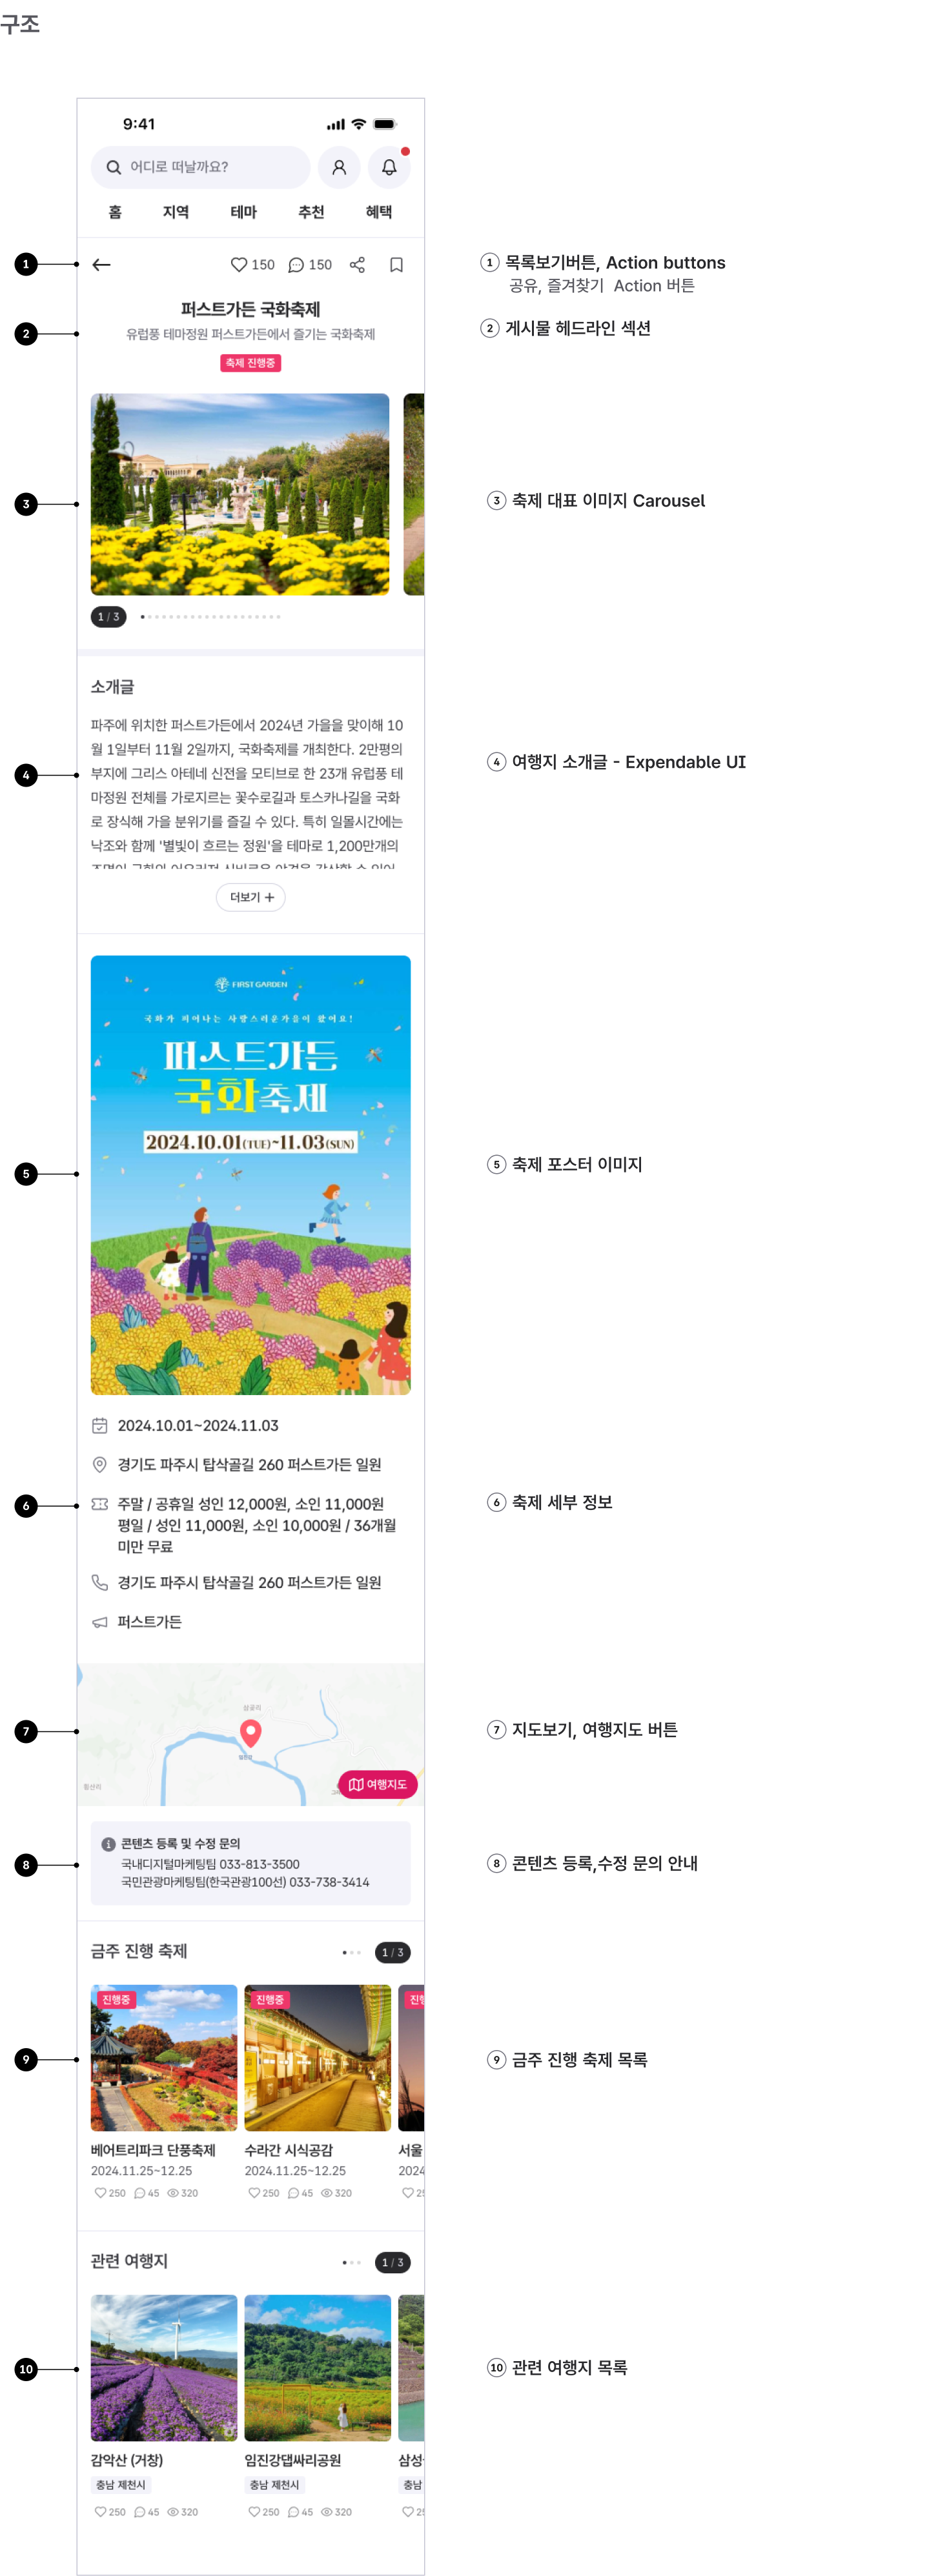 구조
9:41
어디로 떠날까요?
홈 지역 테마 추천 혜택
1
150 150
① 목록보기버튼, Action buttons
공유, 즐겨찾기 Action 버튼
퍼스트가든 국화축제
2
유럽풍 테마정원 퍼스트가든에서 즐기는 국화축제
② 게시물 헤드라인 섹션
축제 진행중
3
③ 축제 대표 이미지 Carousel
1 / 3
소개글
파주에 위치한 퍼스트가든에서 2024년 가을을 맞이해 10
월 1일부터 11월 2일까지, 국화축제를 개최한다. 2만평의
4
부지에 그리스 아테네 신전을 모티브로 한 23개 유럽풍 테
④ 여행지 소개글 - Expendable UI
마정원 전체를 가로지르는 꽃수로길과 토스카나길을 국화
로 장식해 가을 분위기를 즐길 수 있다. 특히 일몰시간에는
낙조와 함께 '별빛이 흐르는 정원'을 테마로 1,200만개의
더보기 +
FIRST GARDEN
국화가 피어나는 사랑스러운가을이 왔어요!
퍼스트가든
국화축제
2024.10.01(TUE)~11.03(SUN)
5
⑤ 축제 포스터 이미지
2024.10.01~2024.11.03
경기도 파주시 탑삭골길 260 퍼스트가든 일원
6
주말 / 공휴일 성인 12,000원, 소인 11,000원
평일 / 성인 11,000원, 소인 10,000원 / 36개월
미만 무료
⑥ 축제 세부 정보
경기도 파주시 탑삭골길 260 퍼스트가든 일원
퍼스트가든
7
⑦ 지도보기, 여행지도 버튼
황산리
여행지도
8
콘텐츠 등록 및 수정 문의
국내디지털마케팅팀 033-813-3500
국민관광마케팅팀(한국관광100선) 033-738-3414
⑧ 콘텐츠 등록,수정 문의 안내
금주 진행 축제
1 / 3
진행중 진행중 진행
9
⑨ 금주 진행 축제 목록
베어트리파크 단풍축제 수라간 시식공감 서울
2024.11.25~12.25 2024.11.25~12.25 2024
250 45 320 250 45 320 25
관련 여행지
1 / 3
10
⑩ 관련 여행지 목록
감악산 (거창) 임진강댑싸리공원 삼성
충남 제천시 충남 제천시 충남
250 45 320 250 45 320 25